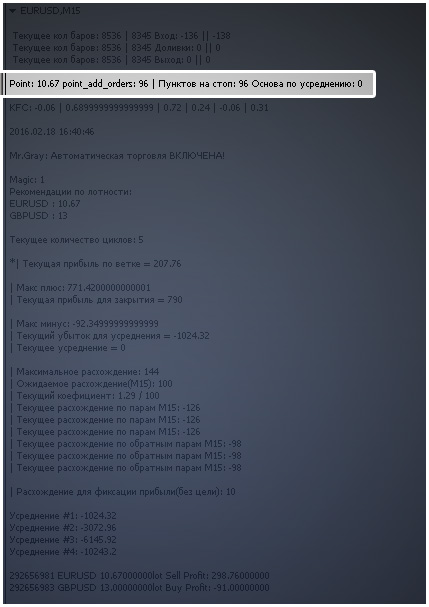 ▼ EURUSD,M15
Текущее кол баров: 8536 | 8345 Вход: -136 || -138
Текущее кол баров: 8536 | 8345 Доливки: 0 || 0
Текущее кол баров: 8536 | 8345 Выход: 0 || 0
Point: 10.67 point_add_orders: 96 | Пунктов на стоп: 96 Основа по усреднению: 0
KFC: -0.06 | 0.6899999999999999 | 0.72 | 0.24 | -0.06 | 0.31
2016.02.18 16:40:46
Mr.Gray: Автоматическая торговля ВКЛЮЧЕНА!
Magic: 1
Рекомендации по лотности:
EURUSD : 10.67
GBPUSD : 13
Текущее количество циклов: 5
*| Текущая прибыль по ветке = 207.76
| Макс плюс: 771.4200000000001
| Текущая прибыль для закрытия = 790
| Макс минус: -92.34999999999999
| Текущий убыток для усреднения = -1024.32
| Текущее усреднение = 0
| Максимальное расхождение: 144
| Ожидаемое расхождение(M15): 100
| Текущий коефициент: 1.29 / 100
| Текущее расхождение по парам M15: -126
| Текущее расхождение по парам M15: -126
| Текущее расхождение по парам M15: -126
| Текущее расхождение по обратным парам M15: -98
| Текущее расхождение по обратным парам M15: -98
| Текущее расхождение по обратным парам M15: -98
| Расхождение для фиксации прибыли(без цели): 10
Усреднение #1: -1024.32
Усреднение #2: -3072.96
Усреднение #3: -6145.92
Усреднение #4: -10243.2
292656981 EURUSD 10.67000000lot Sell Profit: 298.76000000
292656983 GBPUSD 13.00000000lot Buy Profit: -91.00000000